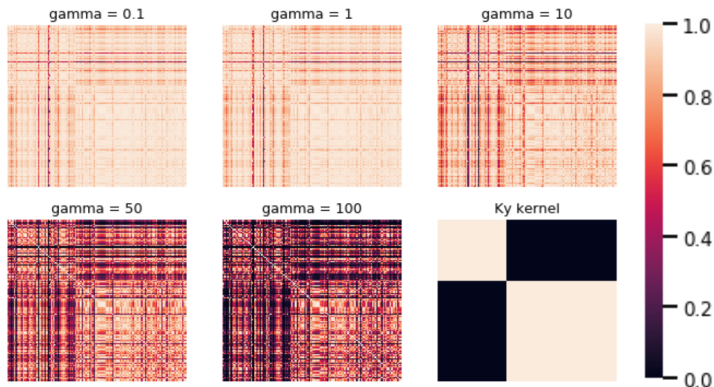 gamma = 0.1
gamma = 1
gamma = 10
gamma = 50
gamma = 100
Ky kernel
1.0
0.8
0.6
0.4
0.2
0.0